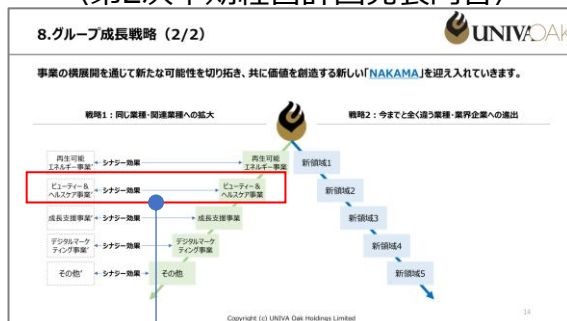 （第2次中期経営計画発表内容）
8.グループ成長戦略（2/2）
UNIVA OAK
事業の横展開を通じて新たな可能性を切り拓き、共に価値を創造する新しい「NAKAMA」を迎え入れていきます。
戦略1：同じ業種・関連業種への拡大
戦略2：今までと全く違う業種・業界企業への進出
再生可能
エネルギー事業’
シナジー効果
再生可能
エネルギー事業
新領域1
ビューティー＆
ヘルスケア事業’
シナジー効果
ビューティー＆
ヘルスケア事業
新領域2
成長支援事業’
シナジー効果
成長支援事業
新領域3
デジタルマーケ
ティング事業’
シナジー効果
デジタルマーケ
ティング事業
新領域4
その他’
シナジー効果
その他
新領域5
Copyright (c) UNIVA Oak Holdings Limited
14